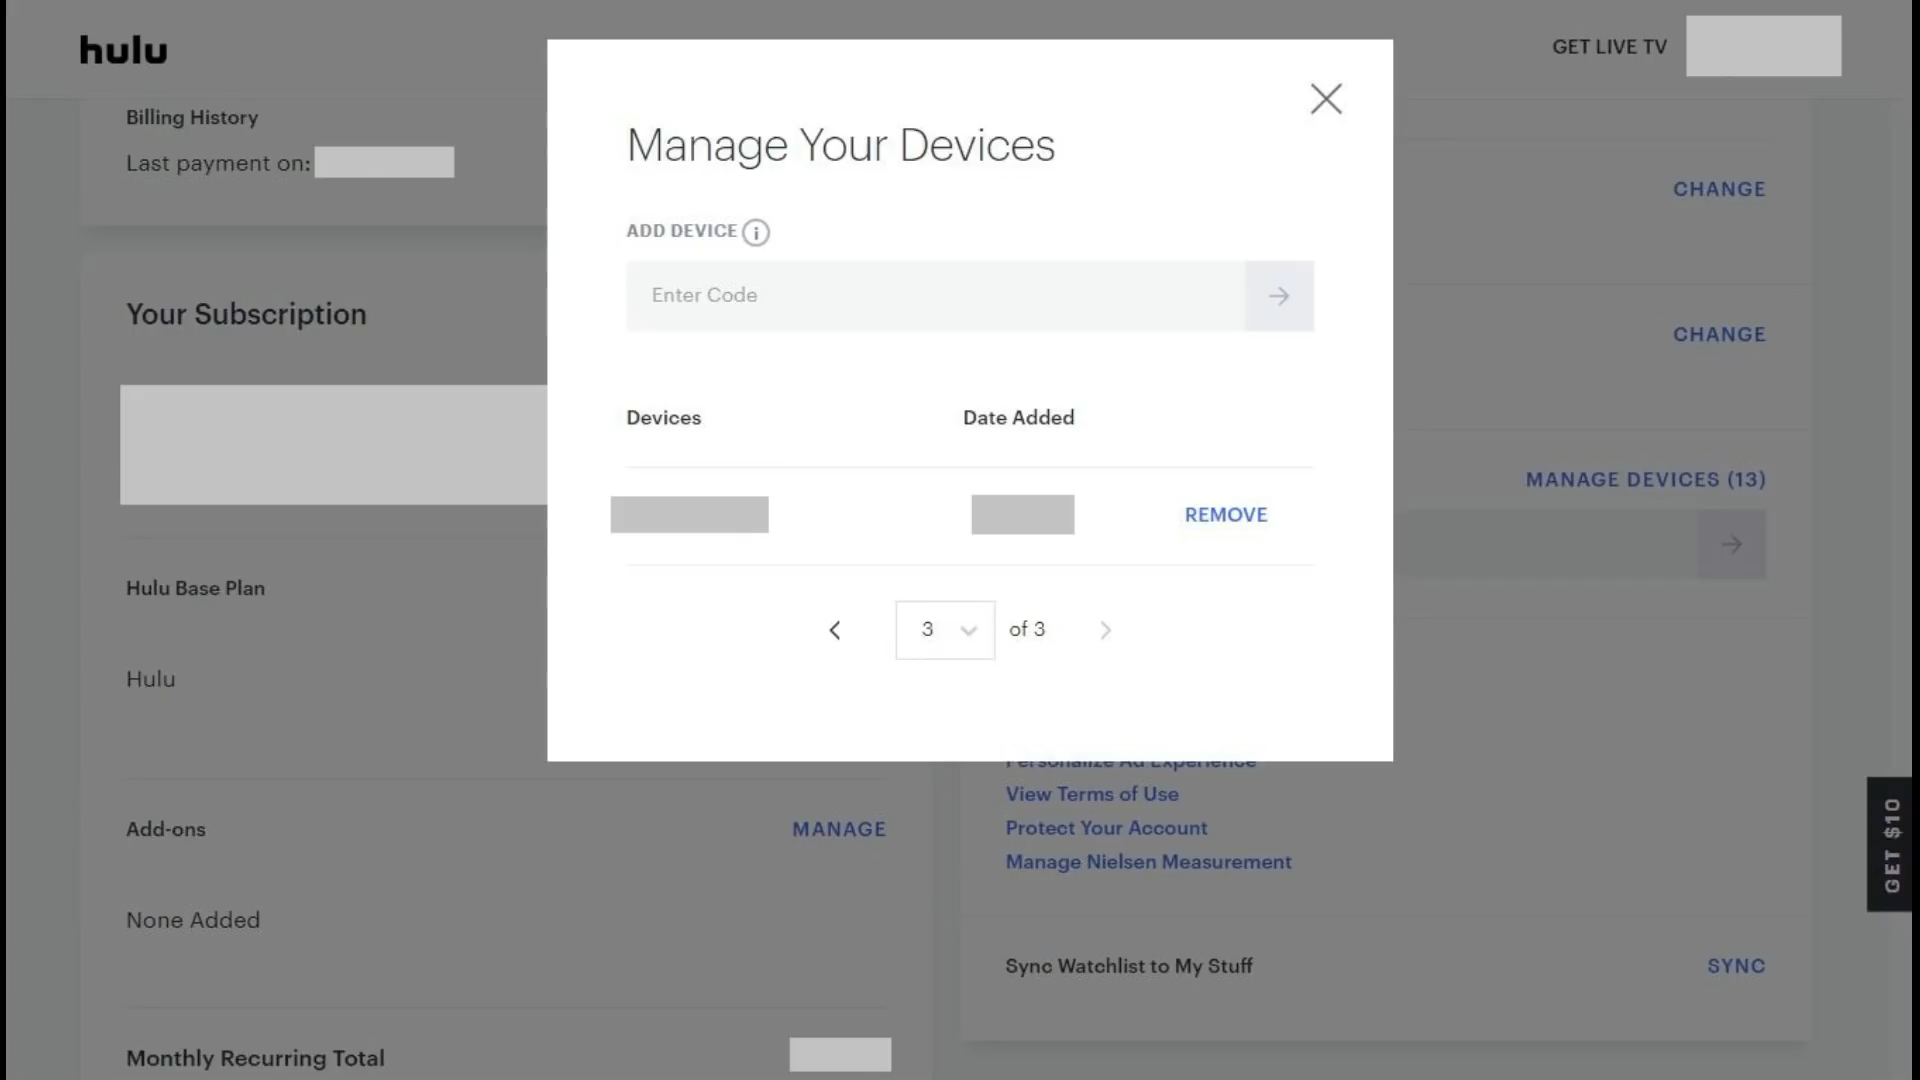 hulu
GET LIVE TV
Billing History
Last payment on:
CHANGE
Your Subscription
CHANGE
MANAGE DEVICES (13)
Hulu Base Plan
Hulu
Add-ons
MANAGE
None Added
Monthly Recurring Total
Manage Your Devices
ADD DEVICE
Enter Code
Devices
Date Added
REMOVE
3
of 3
Personalize Ad Experience
View Terms of Use
Protect Your Account
Manage Nielsen Measurement
Sync Watchlist to My Stuff
SYNC
GET $10